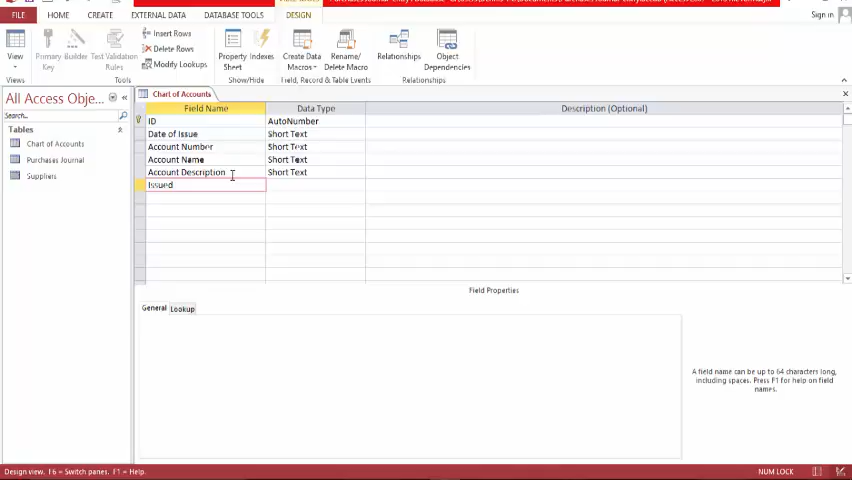 FILE HOME CREATE EXTERNAL DATA DATABASE TOOLS DESIGN Sign in
View Primary Key Builder Test Validation Rules Insert Rows Delete Rows Modify Lookups Property Sheet Indexes Create Data Macros Rename/ Delete Macro Relationships Object Dependencies
Views Tools Show/Hide Field, Record & Table Events Relationships
All Access Obje... «
Search...
Tables
Chart of Accounts
Purchases Journal
Suppliers
Chart of Accounts
Field Name Data Type Description (Optional)
ID AutoNumber
Date of Issue Short Text
Account Number Short Text
Account Name Short Text
Account Description Short Text
Issued
Field Properties
General Lookup
A field name can be up to 64 characters long,
including spaces. Press F1 for help on field
names.
Design view. F6 = Switch panes. F1 = Help. NUM LOCK